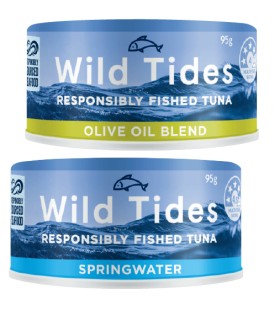 95g
Wild Tides
RESPONSIBLY FISHED TUNA
OLIVE OIL BLEND
95g
Wild Tides
RESPONSIBLY FISHED TUNA
SPRINGWATER